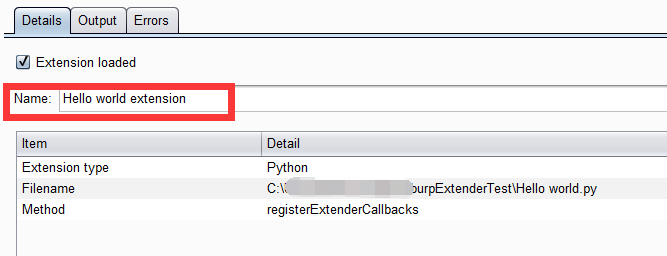 Details Output Errors
Extension loaded
Name: Hello world extension
Item Detail
Extension type Python
Filename C:\ burpExtenderTest\Hello world.py
Method registerExtenderCallbacks